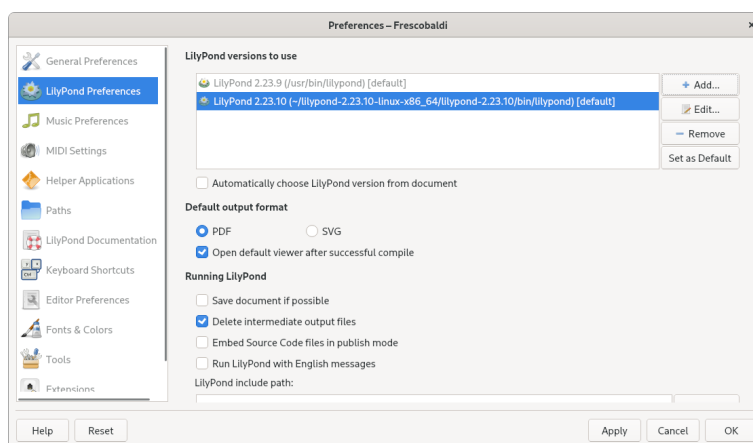 Preferences – Frescobaldi
General Preferences
LilyPond Preferences
Music Preferences
MIDI Settings
Helper Applications
Paths
LilyPond Documentation
Keyboard Shortcuts
Editor Preferences
Fonts & Colors
Tools
Extensions
LilyPond versions to use
LilyPond 2.23.9 (/usr/bin/lilypond) [default]
LilyPond 2.23.10 (~/lilypond-2.23.10-linux-x86_64/lilypond-2.23.10/bin/lilypond) [default]
Add...
Edit...
Remove
Set as Default
Automatically choose LilyPond version from document
Default output format
PDF
SVG
Open default viewer after successful compile
Running LilyPond
Save document if possible
Delete intermediate output files
Embed Source Code files in publish mode
Run LilyPond with English messages
LilyPond include path:
Help
Reset
Apply
Cancel
OK